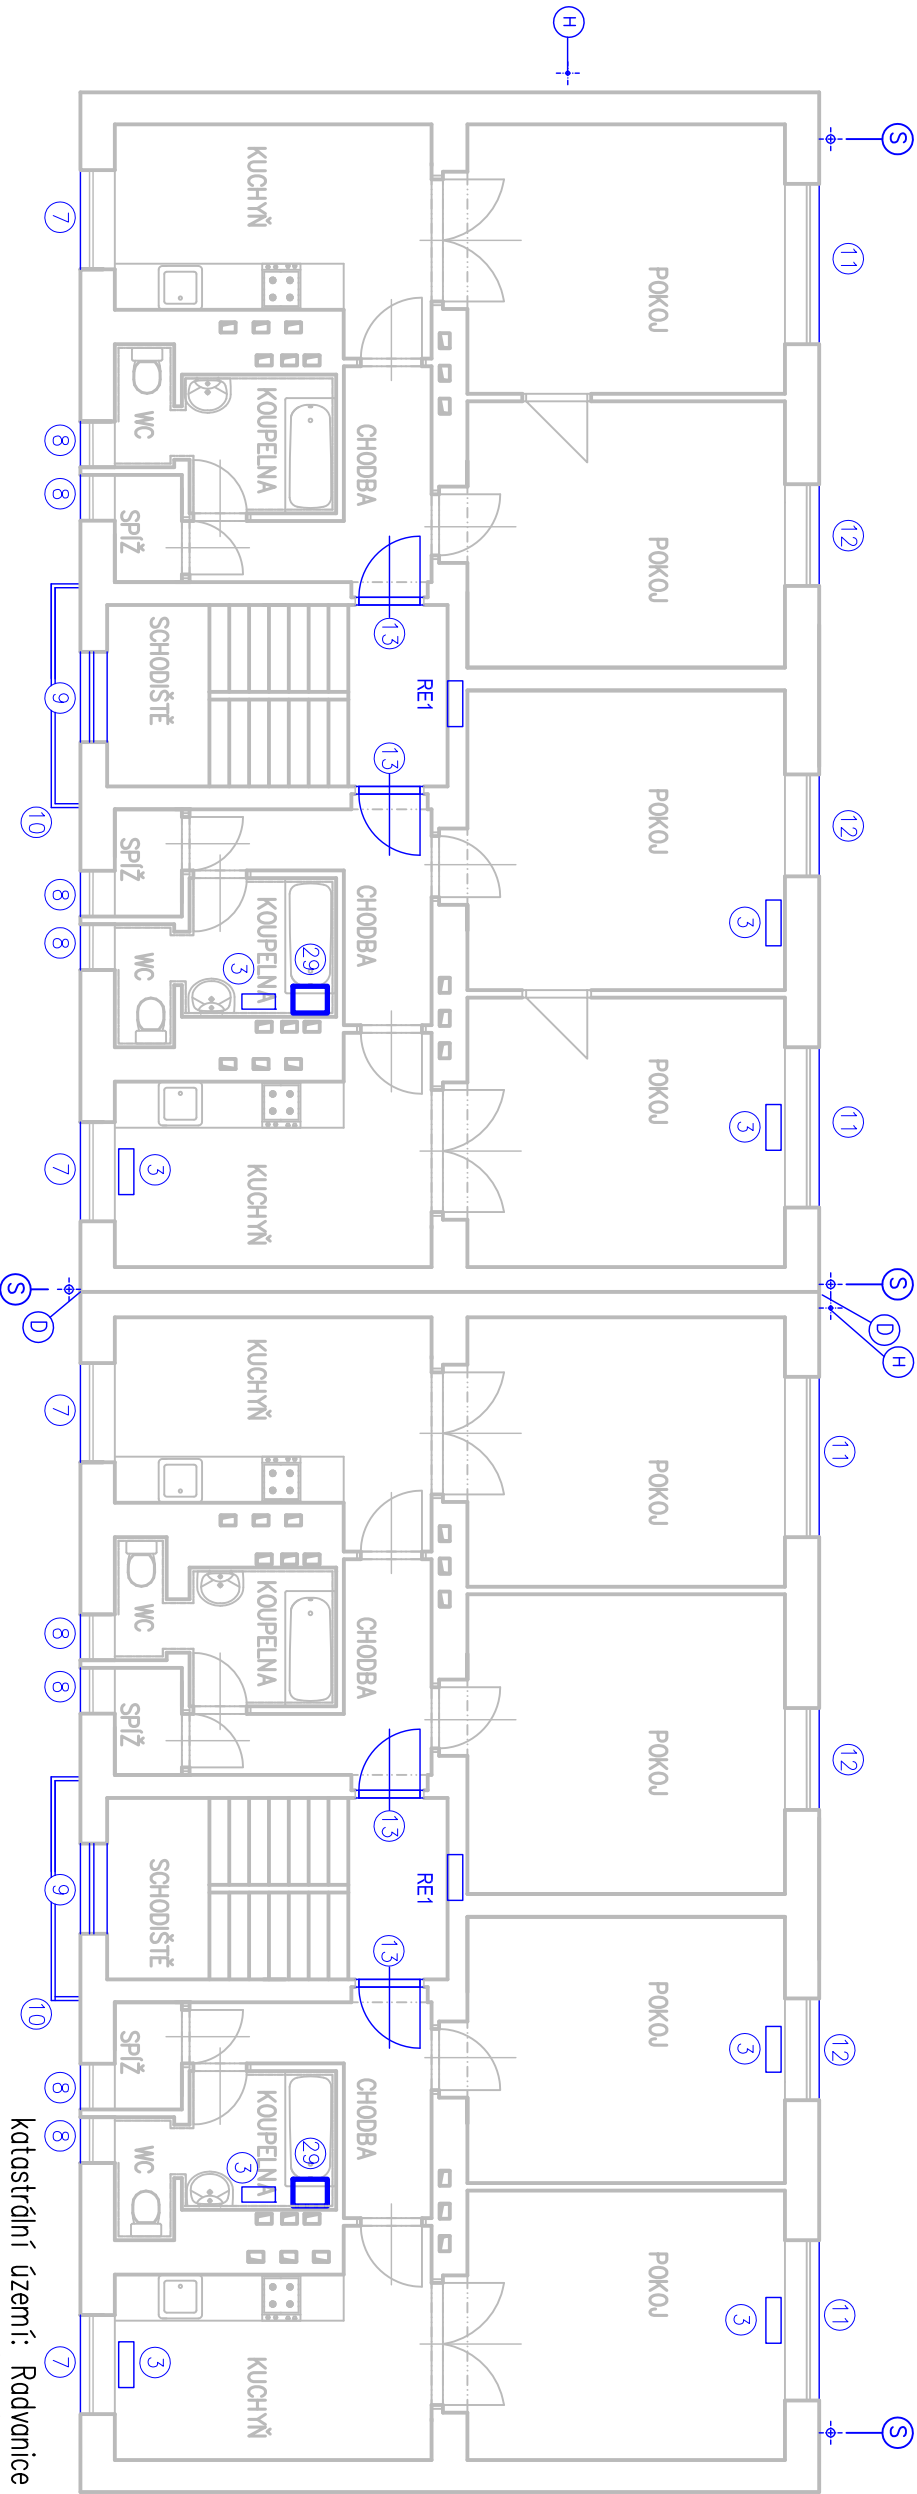 H
S
KUCHYŇ
7
11
POKOJ
WC
KOUPELNA
CHODBA
8
8
SPÍŽ
12
POKOJ
SCHODIŠTĚ
13
RE1
9
13
10
POKOJ
12
SPÍŽ
8
8
WC
KOUPELNA
3
29
CHODBA
3
POKOJ
11
3
KUCHYŇ
7
3
S
D
S
D
H
KUCHYŇ
7
11
POKOJ
WC
KOUPELNA
CHODBA
8
8
SPÍŽ
12
POKOJ
SCHODIŠTĚ
13
RE1
9
13
10
POKOJ
12
3
SPÍŽ
8
8
WC
KOUPELNA
3
29
CHODBA
POKOJ
11
3
KUCHYŇ
7
3
S
katastrální území: Radvanice